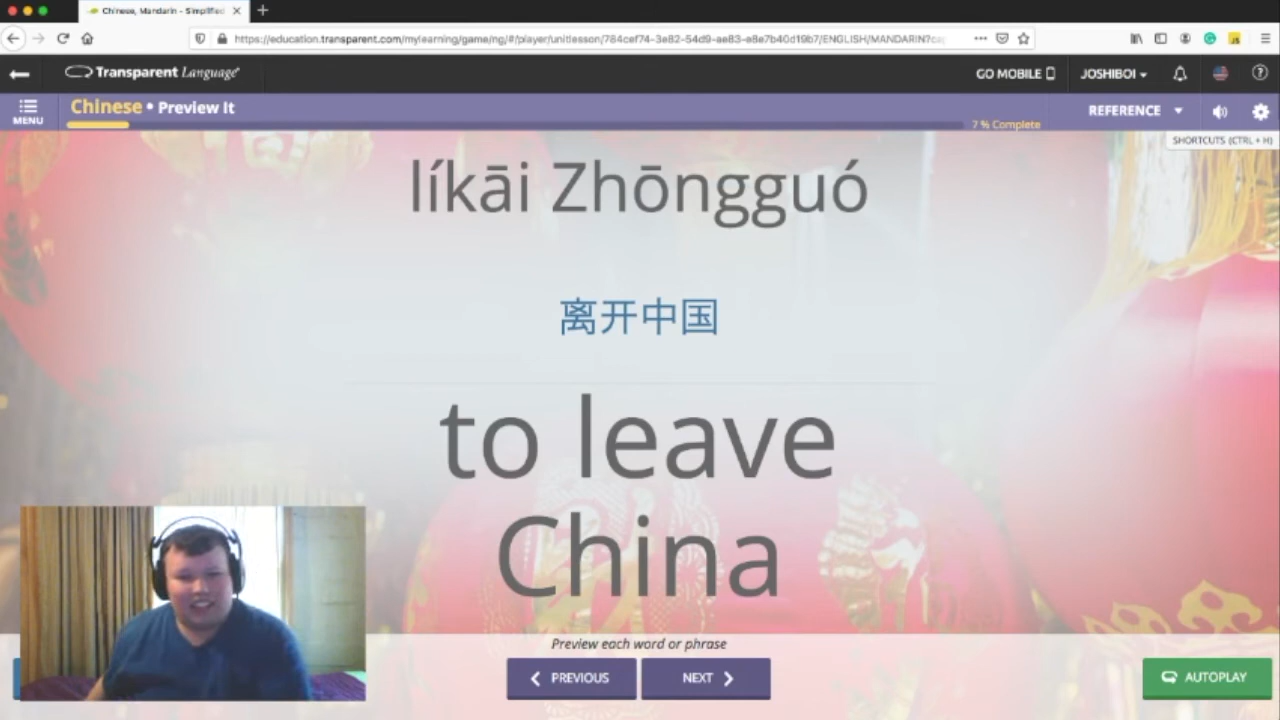 Chinese, Mandarin - Simplified
https://education.transparent.com/mylearning/game/ng/#/player/unitlesson/784cef74-3e82-54d9-ae83-e8e7b40d19b7/ENGLISH/MANDARIN?ca
Transparent Language®
GO MOBILE
JOSHIBOI
MENU
Chinese • Preview It
7 % Complete
REFERENCE
SHORTCUTS (CTRL + H)
líkāi Zhōngguó
离开中国
to leave
China
Preview each word or phrase
PREVIOUS
NEXT
AUTOPLAY